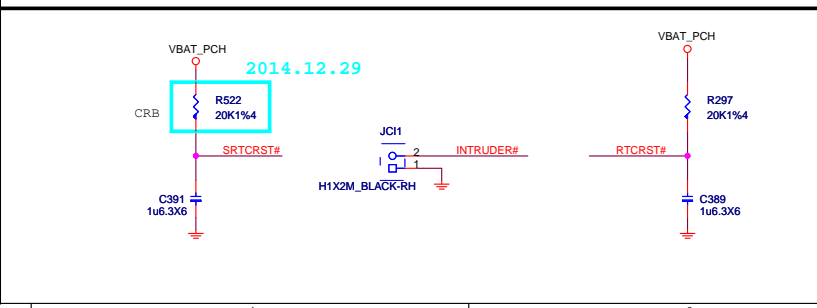 VBAT_PCH
VBAT_PCH
2014.12.29
R522
20K1%4
CRB
R297
20K1%4
JCI1
SRTCRST#
2
INTRUDER#
RTCRST#
1
H1X2M_BLACK-RH
C391
1u6.3X6
C389
1u6.3X6